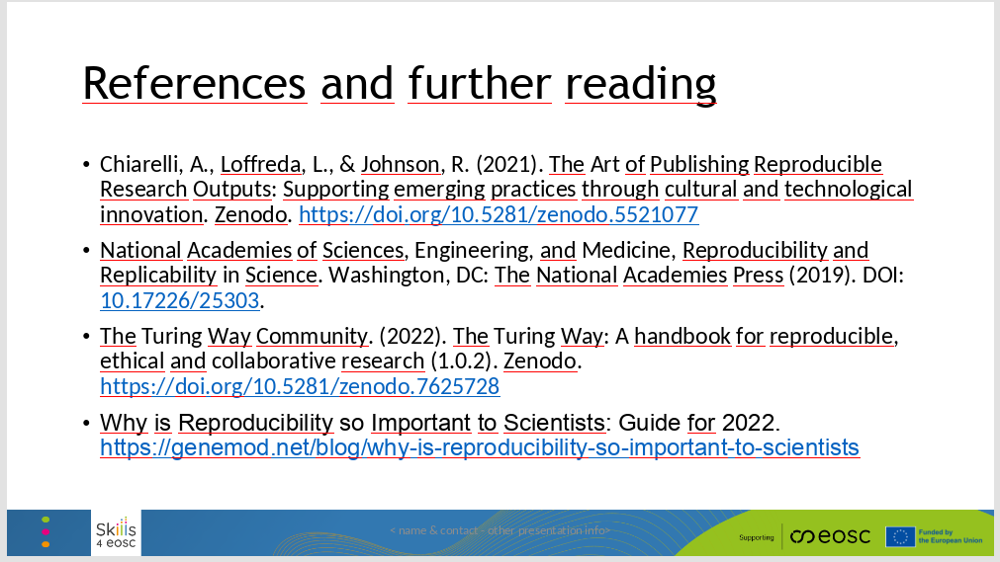 References and further reading
• Chiarelli, A., Loffreda, L., & Johnson, R. (2021). The Art of Publishing Reproducible
Research Outputs: Supporting emerging practices through cultural and technological
innovation. Zenodo. https://doi.org/10.5281/zenodo.5521077
• National Academies of Sciences, Engineering, and Medicine, Reproducibility and
Replicability in Science. Washington, DC: The National Academies Press (2019). DOI:
10.17226/25303.
• The Turing Way Community. (2022). The Turing Way: A handbook for reproducible,
ethical and collaborative research (1.0.2). Zenodo.
https://doi.org/10.5281/zenodo.7625728
• Why is Reproducibility so Important to Scientists: Guide for 2022.
https://genemod.net/blog/why-is-reproducibility-so-important-to-scientists
Skills
4 eosc
< name & contact - other presentation info>
Supporting
eosc
Funded by
the European Union